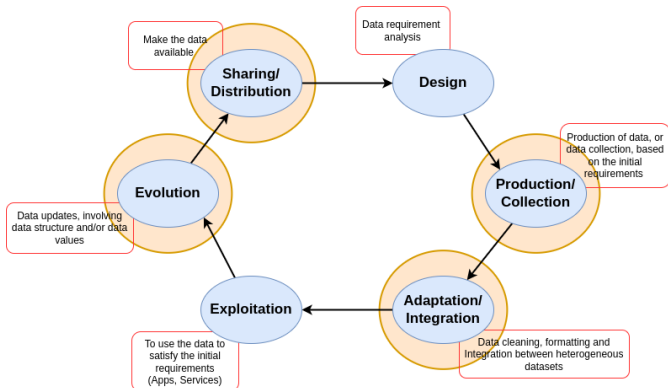 Make the data
available
Sharing/
Distribution
Data requirement
analysis
Design
Production of data, or
data collection, based
on the initial
requirements
Production/
Collection
Adaptation/
Integration
Data cleaning, formatting and
Integration between heterogeneous
datasets
Exploitation
To use the data to
satisfy the initial
requirements
(Apps, Services)
Evolution
Data updates, involving
data structure and/or data
values